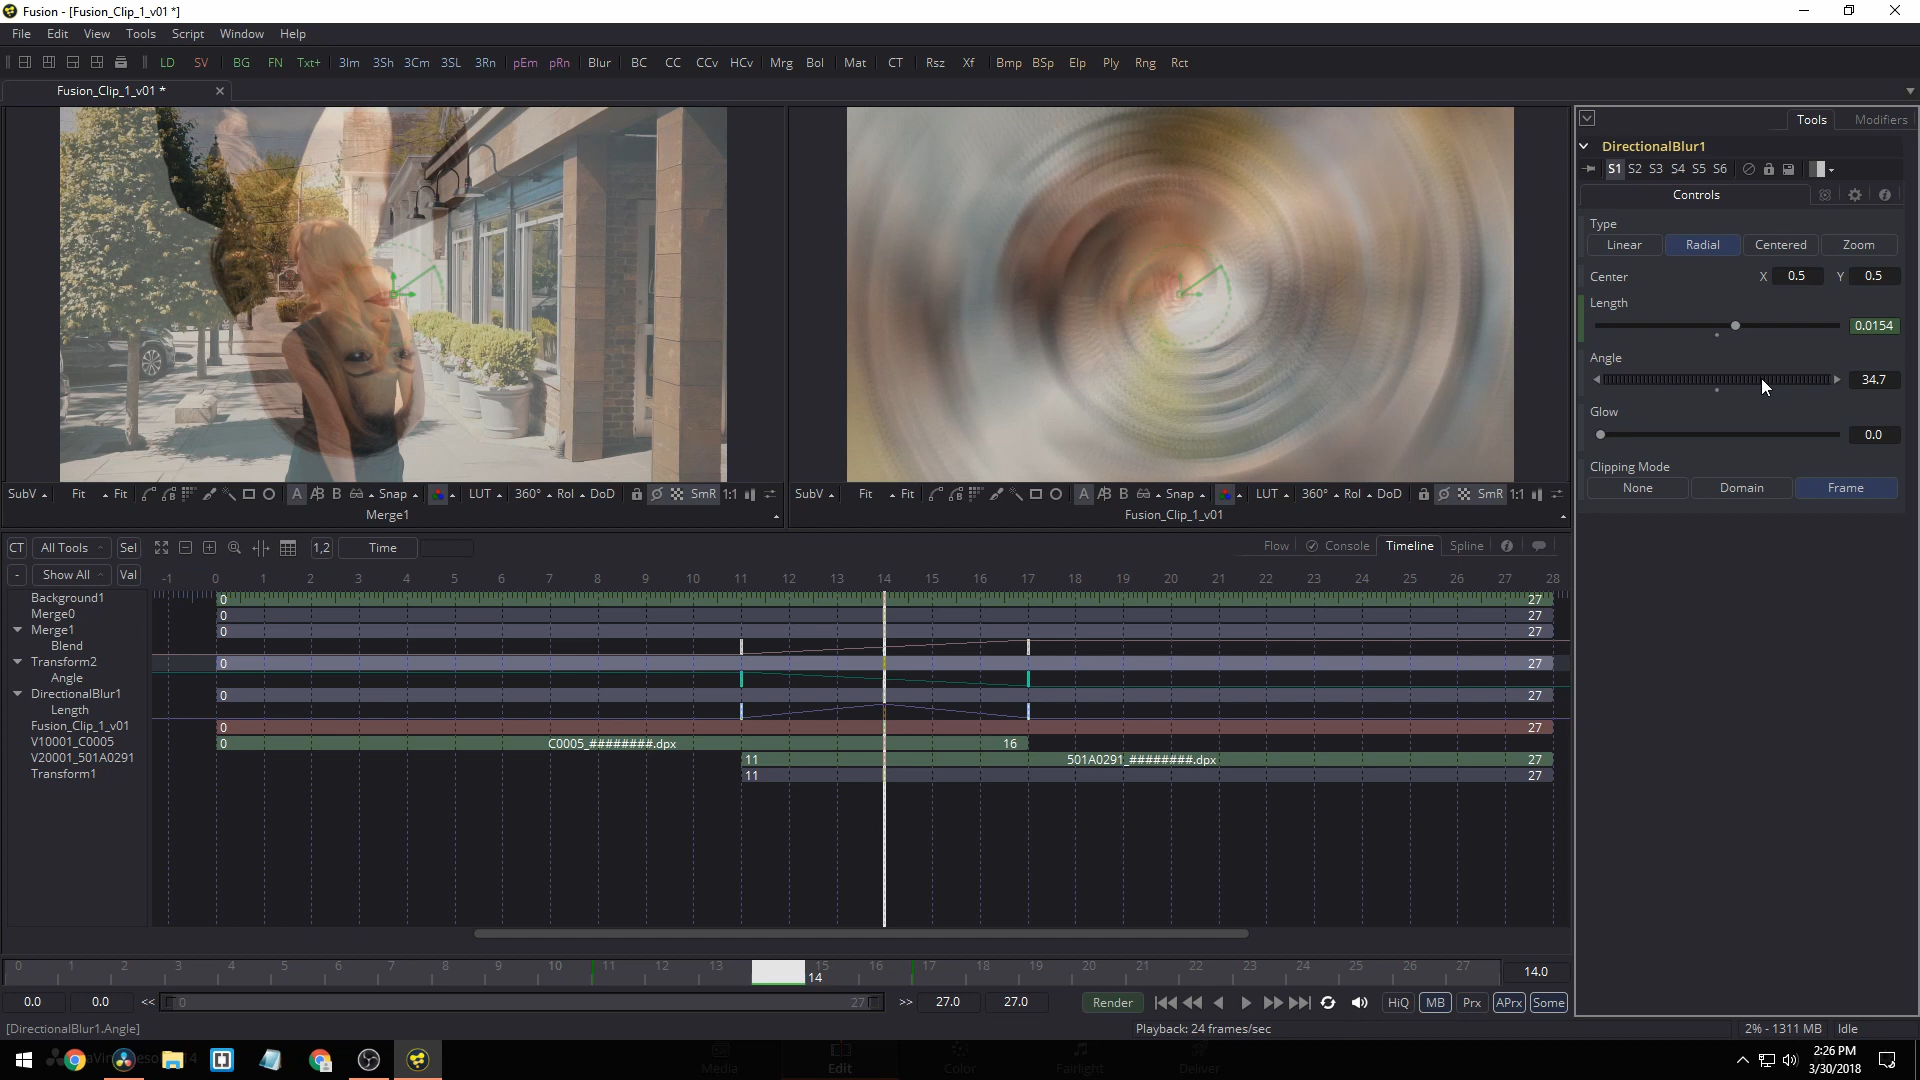 Fusion - [Fusion_Clip_1_v01 *]
File Edit View Tools Script Window Help
LD SV BG FN Txt+ 3Im 3Sh 3Cm 3SL 3Rn pEm pRn Blur BC CC CCv HCv Mrg Bol Mat CT Rsz Xf Bmp BSp Elp Ply Rng Rct
Fusion_Clip_1_v01 *
Tools Modifiers
DirectionalBlur1
S1 S2 S3 S4 S5 S6
Controls
Type
Linear Radial Centered Zoom
Center X 0.5 Y 0.5
Length
0.0154
Angle
34.7
Glow
0.0
Clipping Mode
None Domain Frame
SubV Fit Fit A B Snap LUT 360° RoI DoD SmR 1:1
Merge1
SubV Fit Fit A B Snap LUT 360° RoI DoD SmR 1:1
Fusion_Clip_1_v01
CT All Tools Sel 1,2 Time Flow Console Timeline Spline
- Show All Val
-1 0 1 2 3 4 5 6 7 8 9 10 11 12 13 14 15 16 17 18 19 20 21 22 23 24 25 26 27 28
Background1 0 27
Merge0 0 27
Merge1 0 27
Blend
Transform2 0 27
Angle
DirectionalBlur1 0 27
Length
Fusion_Clip_1_v01 0 27
V10001_C0005 0 C0005_########.dpx 16
V20001_501A0291 11 501A0291_########.dpx 27
Transform1 11 27
0 1 2 3 4 5 6 7 8 9 10 11 12 13 14 15 16 17 18 19 20 21 22 23 24 25 26 27 14.0
0.0 0.0 << 0 27 >> 27.0 27.0 Render HiQ MB Prx APrx Some
[DirectionalBlur1.Angle] Playback: 24 frames/sec 2% - 1311 MB Idle
Media Edit Color Fairlight Deliver
2:26 PM
3/30/2018